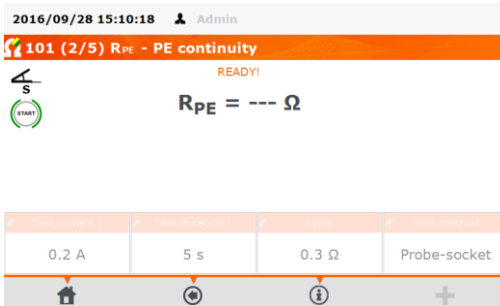 2016/09/28 15:10:18 Admin
101 (2/5) RPE - PE continuity
READY!
S
START
RPE = --- Ω
Test current I Test duration t Limit Test method
0.2 A 5 s 0.3 Ω Probe-socket